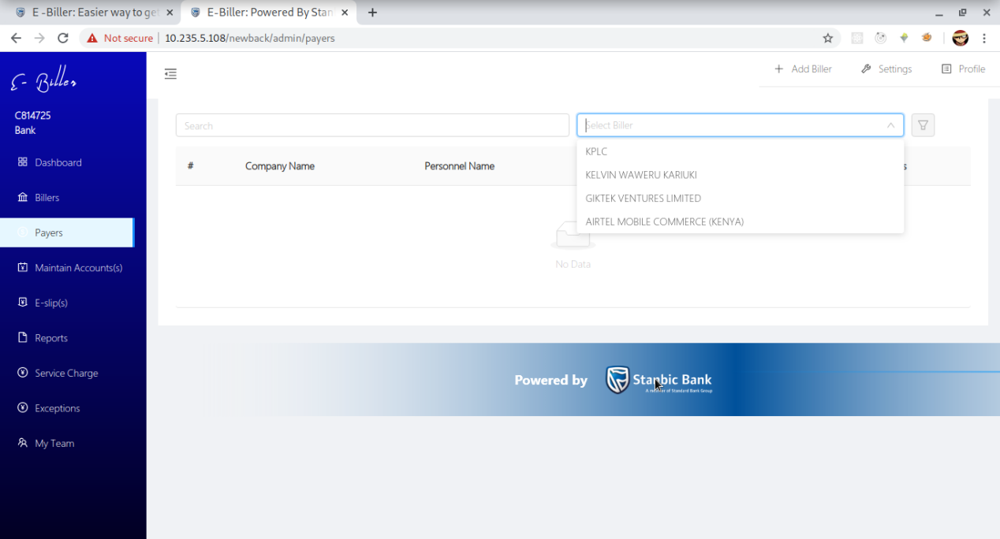 E -Biller: Easier way to get
E-Biller: Powered By Stan
Not secure
10.235.5.108/newback/admin/payers
E- Biller
C814725
Bank
Dashboard
Billers
Payers
Maintain Accounts(s)
E-slip(s)
Reports
Service Charge
Exceptions
My Team
Add Biller
Settings
Profile
Search
Select Biller
KPLC
KELVIN WAWERU KARIUKI
GIKTEK VENTURES LIMITED
AIRTEL MOBILE COMMERCE (KENYA)
# Company Name Personnel Name
No Data
Powered by
Stanbic Bank
A member of Standard Bank Group